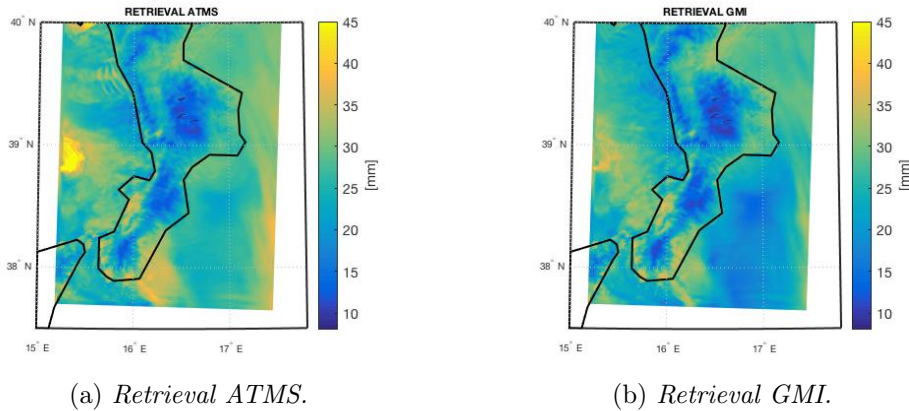 RETRIEVAL ATMS
40° N
39° N
38° N
15° E
16° E
17° E
45
40
35
30
25
20
15
10
[mm]
(a) Retrieval ATMS.
RETRIEVAL GMI
40° N
39° N
38° N
15° E
16° E
17° E
45
40
35
30
25
20
15
10
[mm]
(b) Retrieval GMI.